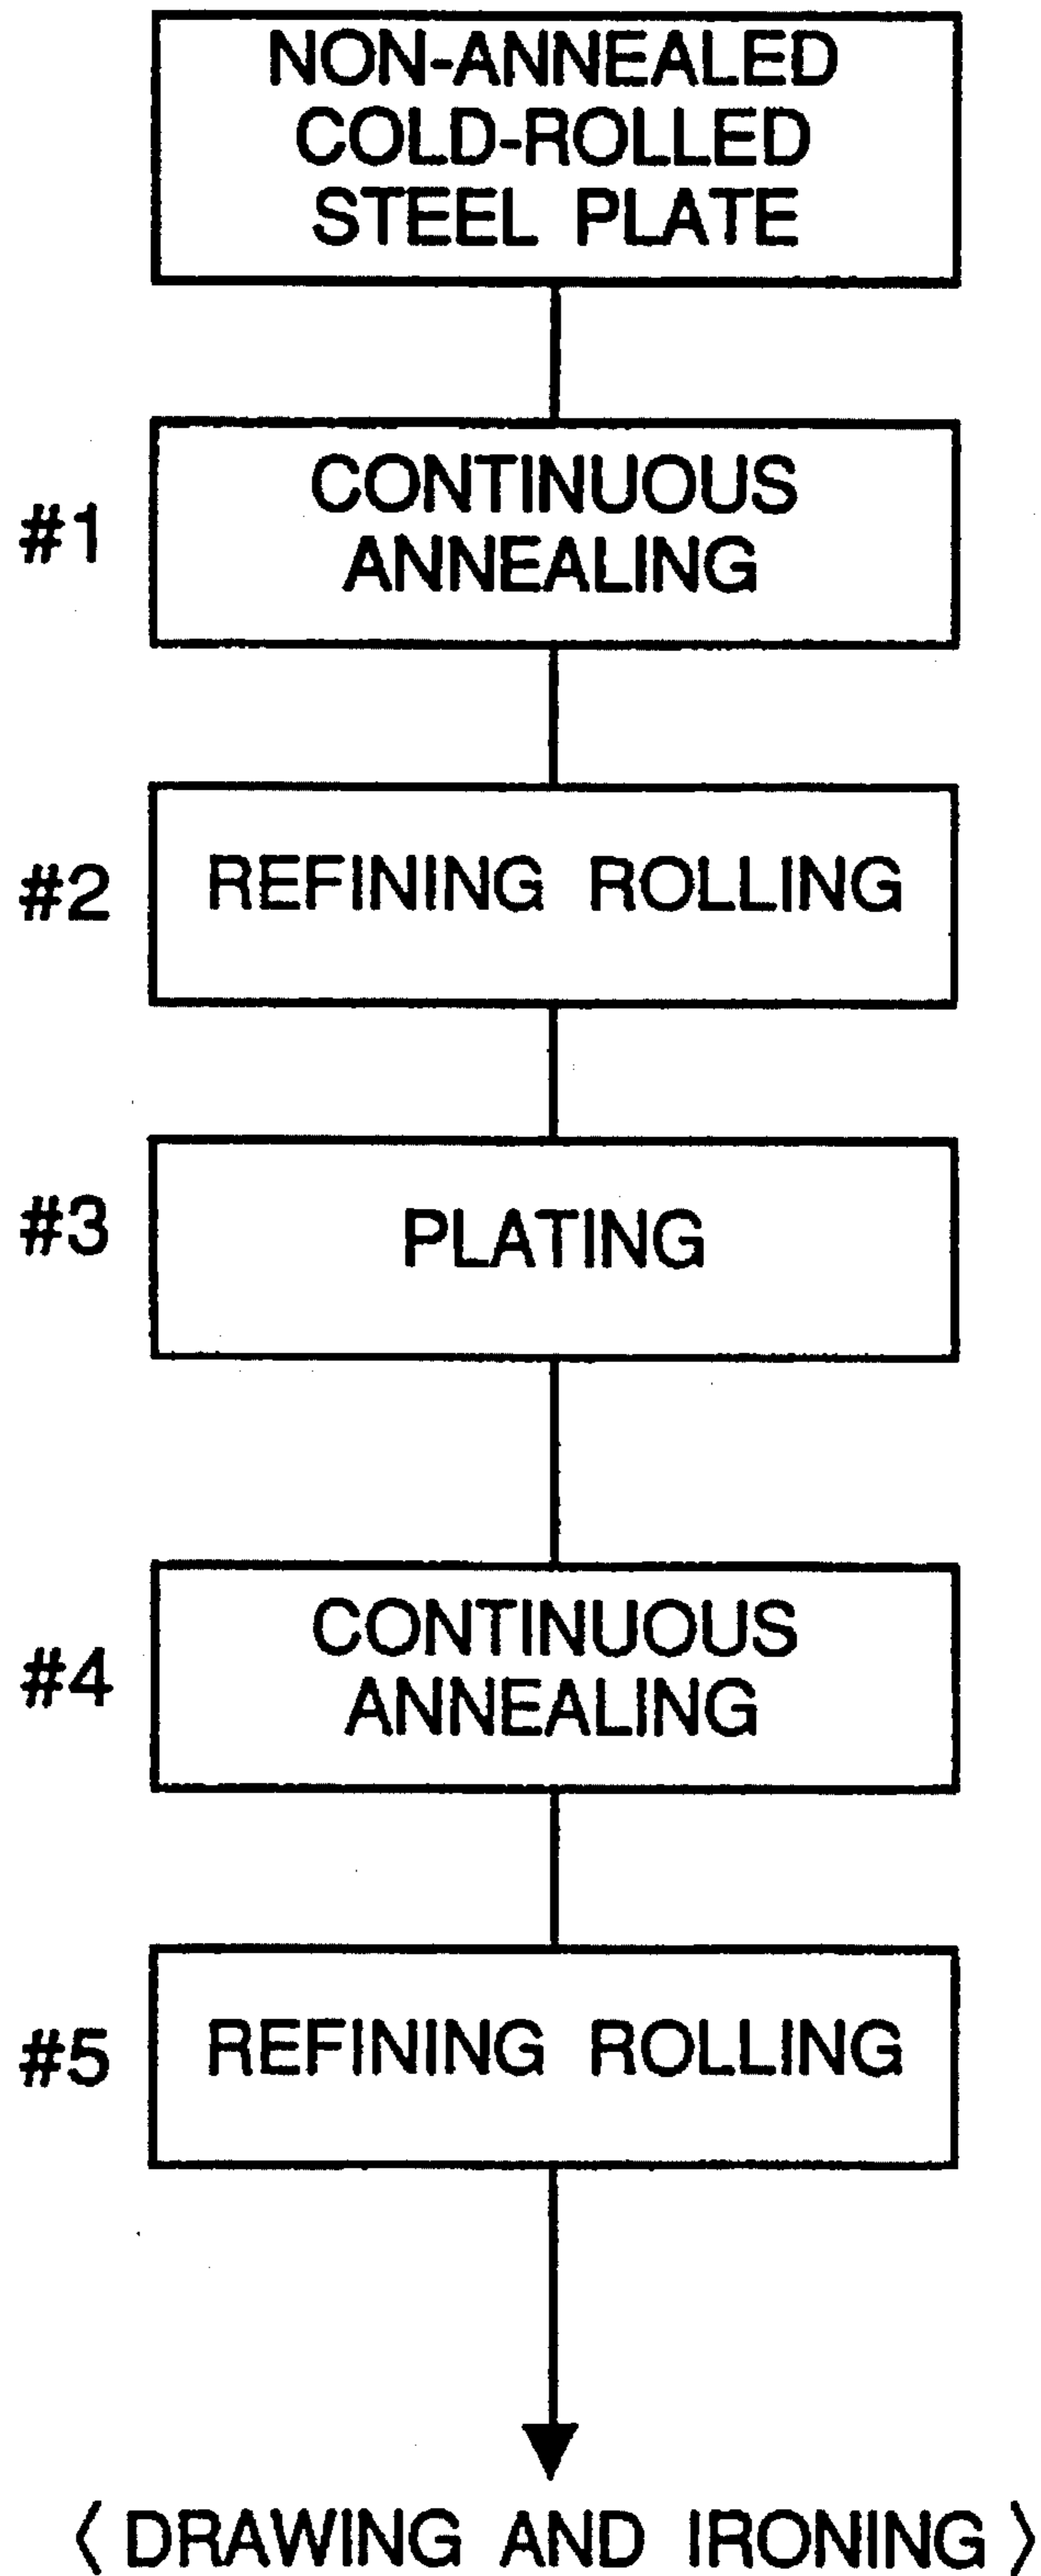 NON-ANNEALED
COLD-ROLLED
STEEL PLATE
#1
CONTINUOUS
ANNEALING
#2
REFINING ROLLING
#3
PLATING
#4
CONTINUOUS
ANNEALING
#5
REFINING ROLLING
〈 DRAWING AND IRONING 〉